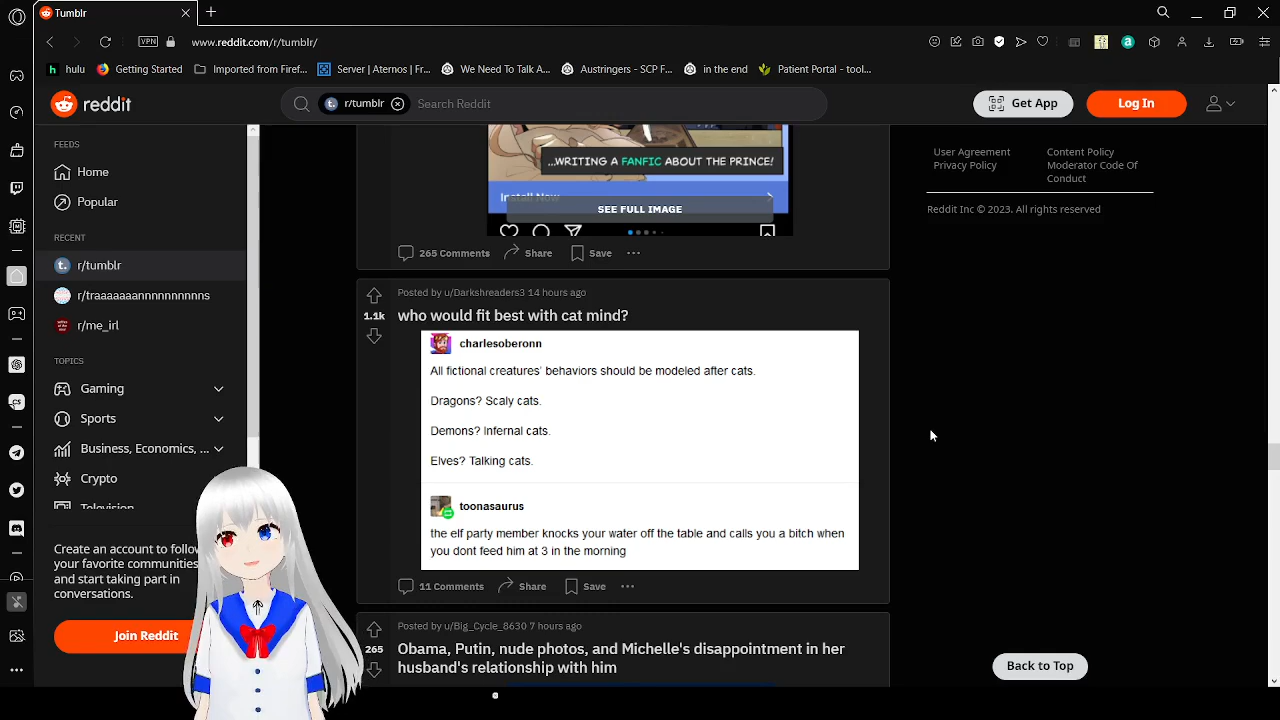 Tumblr
VPN
www.reddit.com/r/tumblr/
hulu
Getting Started
Imported from Firef...
Server | Aternos | Fr...
We Need To Talk A...
Austringers - SCP F...
in the end
Patient Portal - tool...
reddit
r/tumblr
Search Reddit
Get App
Log In
FEEDS
Home
Popular
RECENT
r/tumblr
r/traaaaaaannnnnnnnnns
r/me_irl
TOPICS
Gaming
Sports
Business, Economics, ...
Crypto
Television
Create an account to follow
your favorite communities
and start taking part in
conversations.
Join Reddit
...WRITING A FANFIC ABOUT THE PRINCE!
Install Now
SEE FULL IMAGE
265 Comments
Share
Save
Posted by u/Darkshreaders3 14 hours ago
1.1k
who would fit best with cat mind?
charlesoberonn
All fictional creatures' behaviors should be modeled after cats.
Dragons? Scaly cats.
Demons? Infernal cats.
Elves? Talking cats.
toonasaurus
the elf party member knocks your water off the table and calls you a bitch when
you dont feed him at 3 in the morning
11 Comments
Share
Save
Posted by u/Big_Cycle_8630 7 hours ago
265
Obama, Putin, nude photos, and Michelle's disappointment in her
husband's relationship with him
User Agreement
Privacy Policy
Content Policy
Moderator Code Of
Conduct
Reddit Inc © 2023. All rights reserved
Back to Top